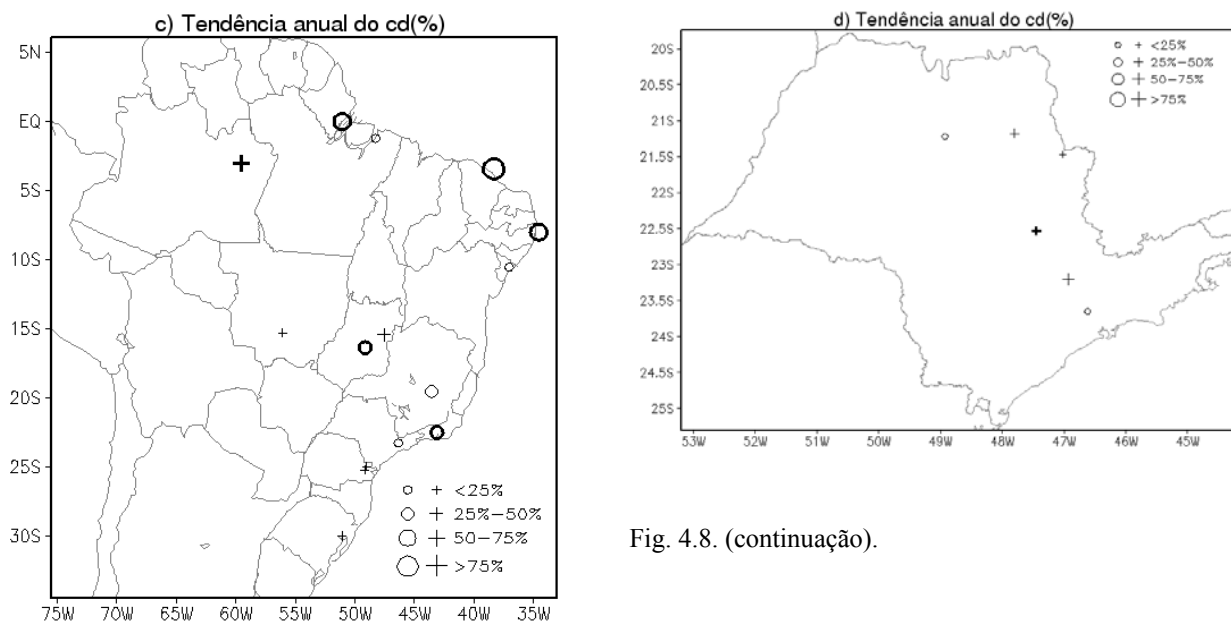 c) Tendência anual do cd(%)
5N
EQ
5S
10S
15S
20S
25S
30S
75W 70W 65W 60W 55W 50W 45W 40W 35W
<25%
25%-50%
50-75%
>75%
d) Tendência anual do cd(%)
20S
20.5S
21S
21.5S
22S
22.5S
23S
23.5S
24S
24.5S
25S
53W 52W 51W 50W 49W 48W 47W 46W 45W
<25%
25%-50%
50-75%
>75%
Fig. 4.8. (continuação).